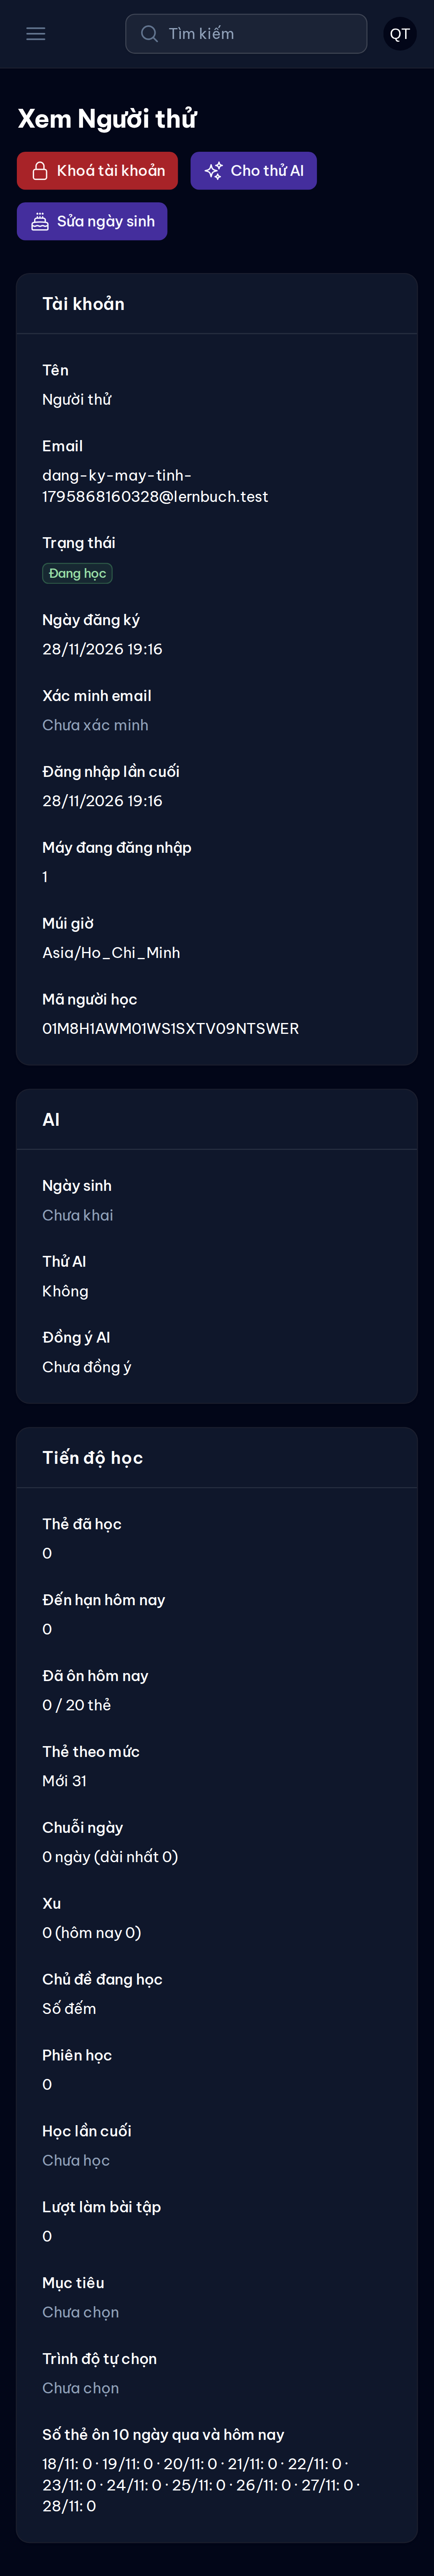 Tìm kiếm
QT
Xem Người thử
Khoá tài khoản
Cho thử AI
Sửa ngày sinh
Tài khoản
Tên
Người thử
Email
dang-ky-may-tinh-
1795868160328@lernbuch.test
Trạng thái
Đang học
Ngày đăng ký
28/11/2026 19:16
Xác minh email
Chưa xác minh
Đăng nhập lần cuối
28/11/2026 19:16
Máy đang đăng nhập
1
Múi giờ
Asia/Ho_Chi_Minh
Mã người học
01M8H1AWM01WS1SXTV09NTSWER
AI
Ngày sinh
Chưa khai
Thử AI
Không
Đồng ý AI
Chưa đồng ý
Tiến độ học
Thẻ đã học
0
Đến hạn hôm nay
0
Đã ôn hôm nay
0 / 20 thẻ
Thẻ theo mức
Mới 31
Chuỗi ngày
0 ngày (dài nhất 0)
Xu
0 (hôm nay 0)
Chủ đề đang học
Số đếm
Phiên học
0
Học lần cuối
Chưa học
Lượt làm bài tập
0
Mục tiêu
Chưa chọn
Trình độ tự chọn
Chưa chọn
Số thẻ ôn 10 ngày qua và hôm nay
18/11: 0 · 19/11: 0 · 20/11: 0 · 21/11: 0 · 22/11: 0 ·
23/11: 0 · 24/11: 0 · 25/11: 0 · 26/11: 0 · 27/11: 0 ·
28/11: 0